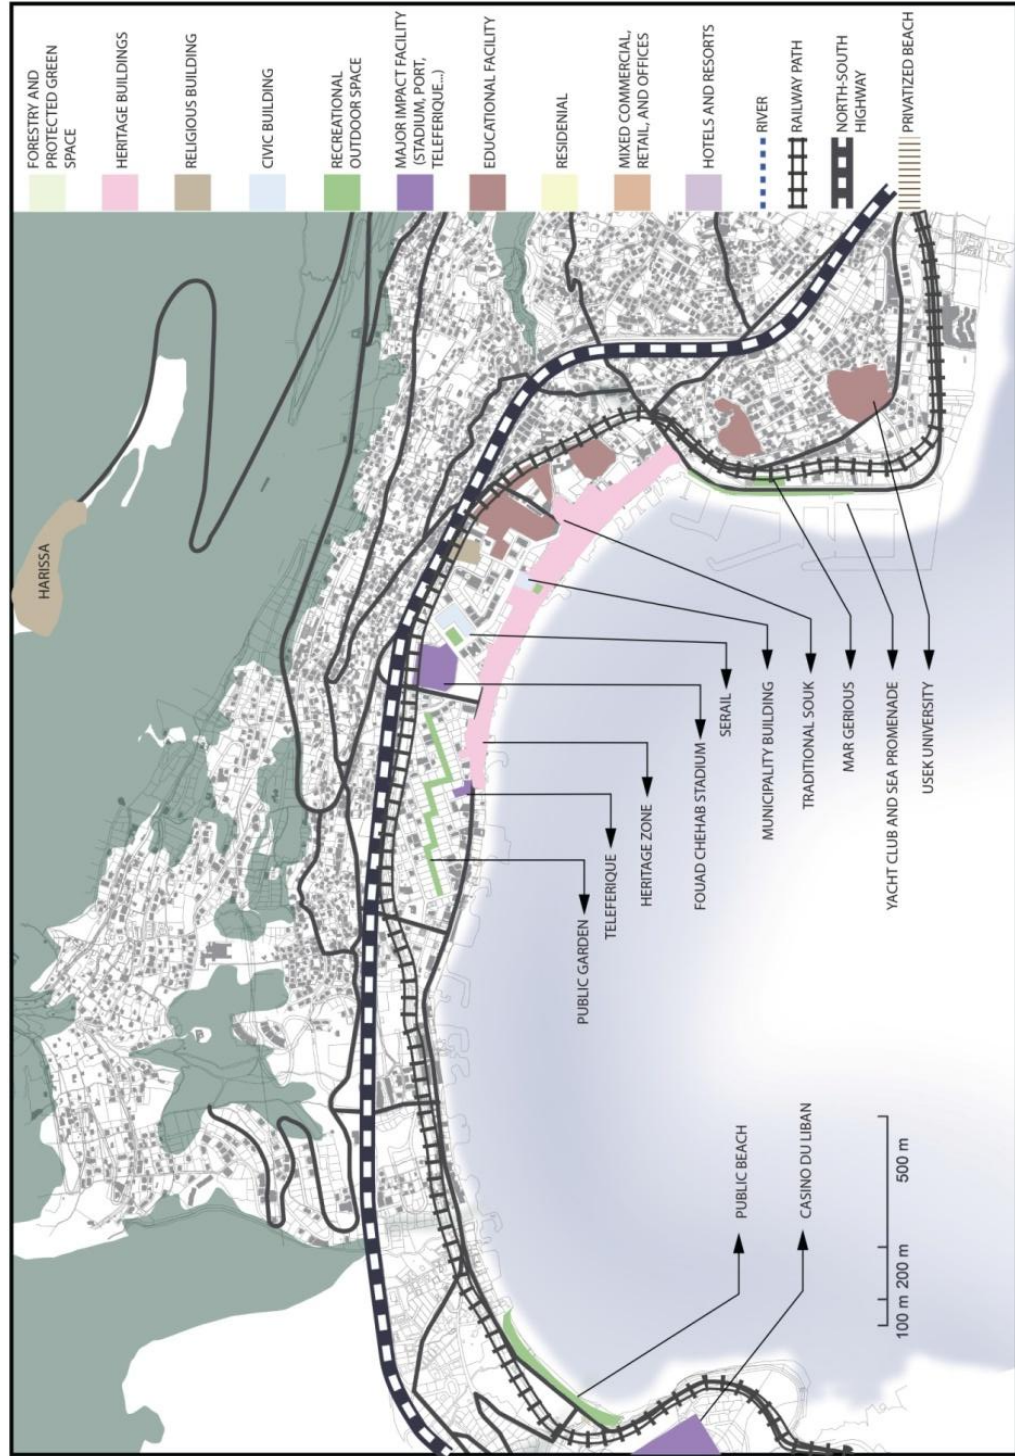 FORESTRY AND
PROTECTED GREEN
SPACE
HERITAGE BUILDINGS
RELIGIOUS BUILDING
CIVIC BUILDING
RECREATIONAL
OUTDOOR SPACE
MAJOR IMPACT FACILITY
(STADIUM, PORT,
TELEFERIQUE...)
EDUCATIONAL FACILITY
RESIDENIAL
MIXED COMMERCIAL,
RETAIL, AND OFFICES
HOTELS AND RESORTS
RIVER
RAILWAY PATH
NORTH-SOUTH
HIGHWAY
PRIVATIZED BEACH
HARISSA
PUBLIC GARDEN
TELEFERIQUE
HERITAGE ZONE
FOUAD CHEHAB STADIUM
SERAIL
MUNICIPALITY BUILDING
TRADITIONAL SOUK
MAR GERIOUS
YACHT CLUB AND SEA PROMENADE
USEK UNIVERSITY
PUBLIC BEACH
CASINO DU LIBAN
100 m 200 m 500 m